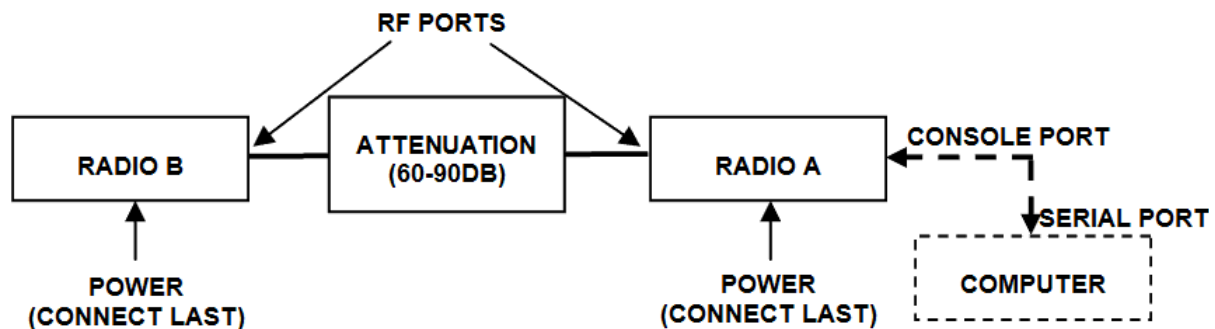 RF PORTS
RADIO B
ATTENUATION
(60-90DB)
RADIO A
CONSOLE PORT
SERIAL PORT
COMPUTER
POWER
(CONNECT LAST)
POWER
(CONNECT LAST)